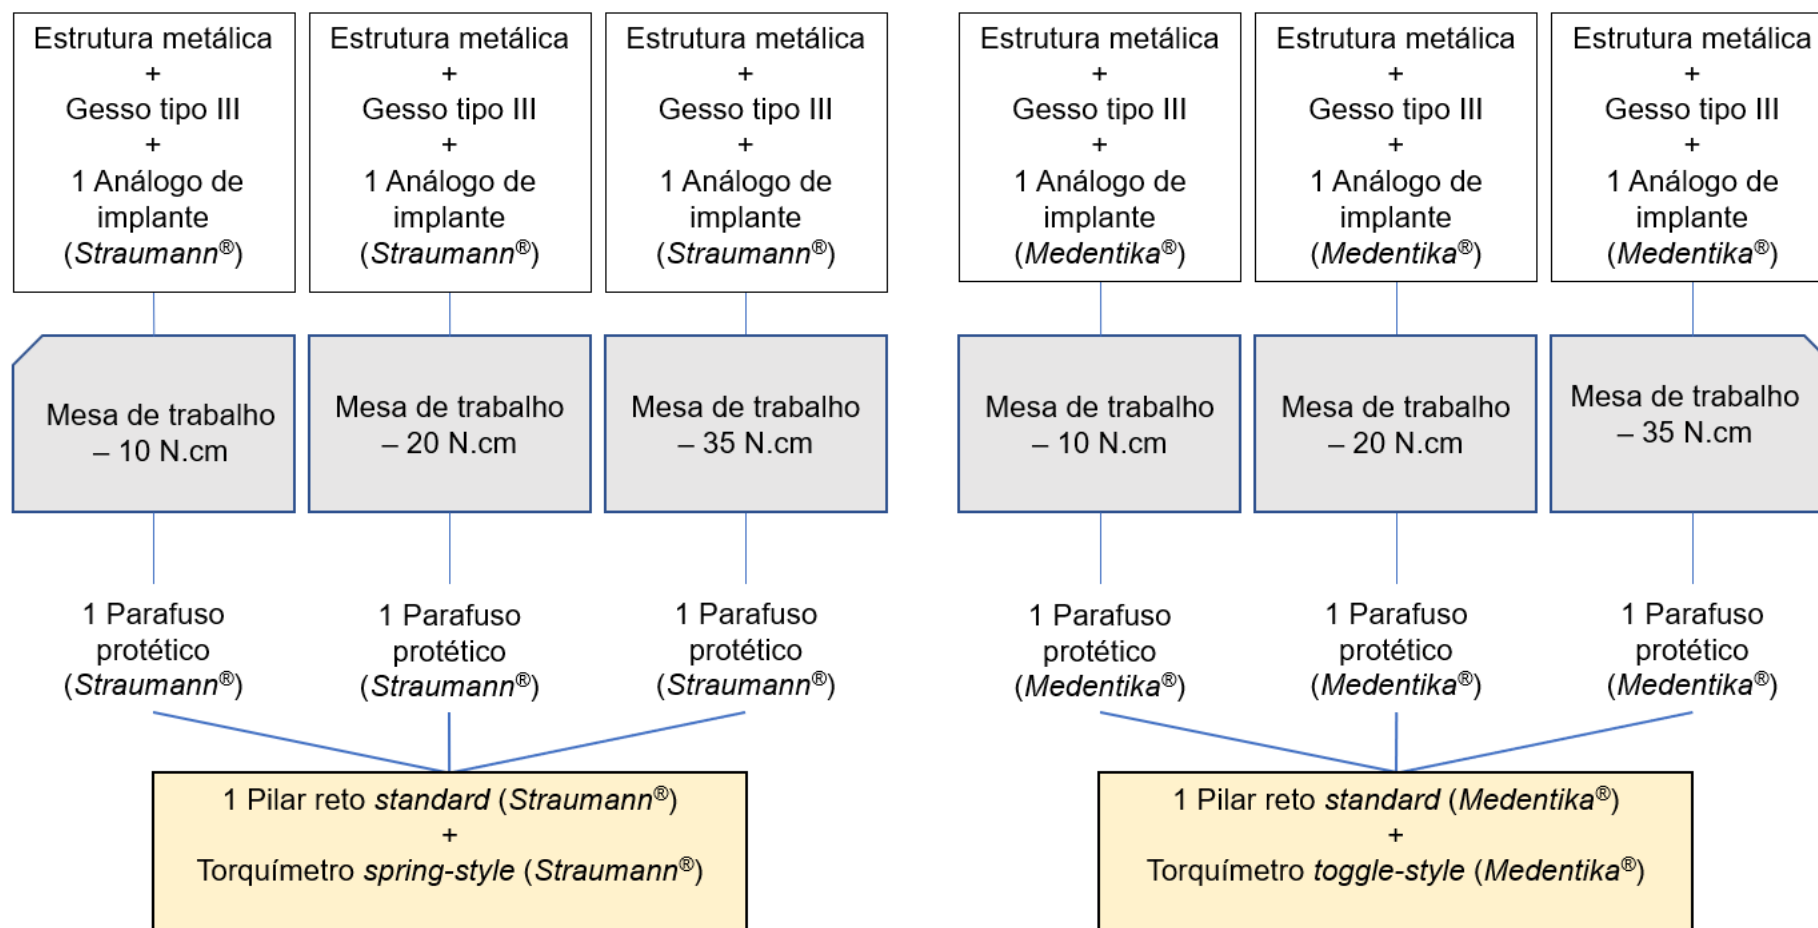 Estrutura metálica
+
Gesso tipo III
+
1 Análogo de
implante
(Straumann®)
Estrutura metálica
+
Gesso tipo III
+
1 Análogo de
implante
(Straumann®)
Estrutura metálica
+
Gesso tipo III
+
1 Análogo de
implante
(Straumann®)
Estrutura metálica
+
Gesso tipo III
+
1 Análogo de
implante
(Medentika®)
Estrutura metálica
+
Gesso tipo III
+
1 Análogo de
implante
(Medentika®)
Estrutura metálica
+
Gesso tipo III
+
1 Análogo de
implante
(Medentika®)
Mesa de trabalho
– 10 N.cm
Mesa de trabalho
– 20 N.cm
Mesa de trabalho
– 35 N.cm
Mesa de trabalho
– 10 N.cm
Mesa de trabalho
– 20 N.cm
Mesa de trabalho
– 35 N.cm
1 Parafuso
protético
(Straumann®)
1 Parafuso
protético
(Straumann®)
1 Parafuso
protético
(Straumann®)
1 Parafuso
protético
(Medentika®)
1 Parafuso
protético
(Medentika®)
1 Parafuso
protético
(Medentika®)
1 Pilar reto standard (Straumann®)
+
Torquímetro spring-style (Straumann®)
1 Pilar reto standard (Medentika®)
+
Torquímetro toggle-style (Medentika®)